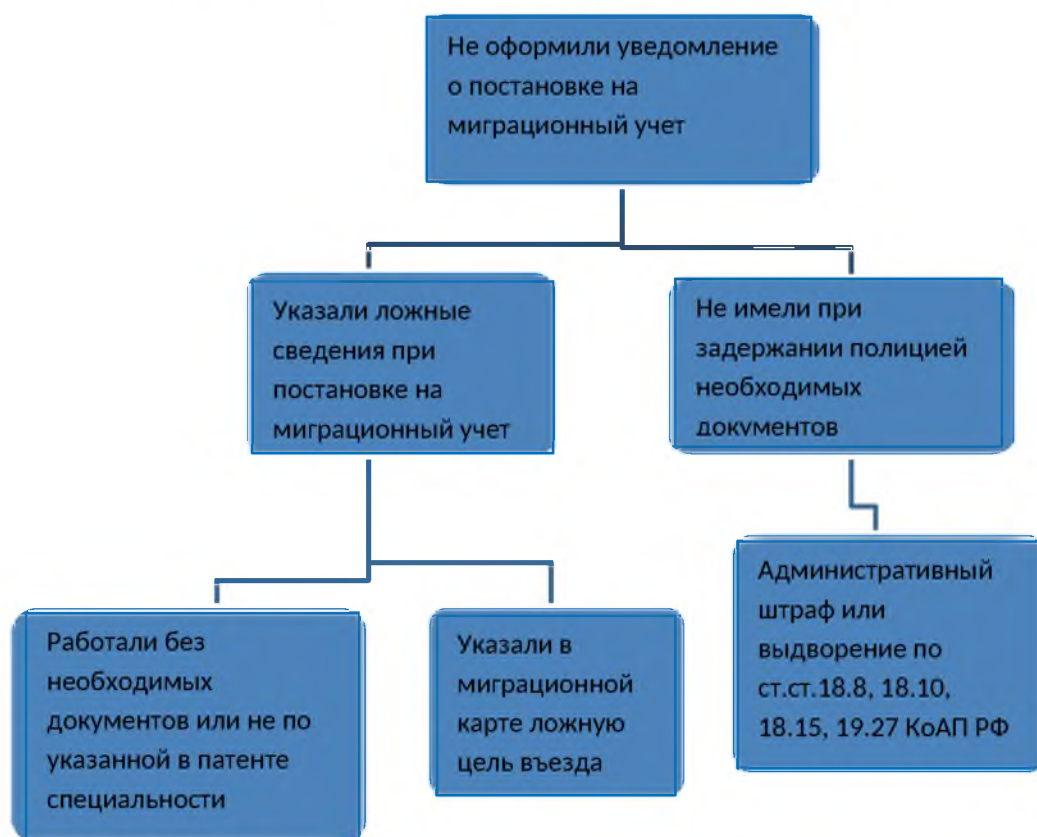 Не оформили уведомление
о постановке на
миграционный учет
Указали ложные
сведения при
постановке на
миграционный учет
Не имели при
задержании полицией
необходимых
документов
Работали без
необходимых
документов или не по
указанной в патенте
специальности
Указали в
миграционной
карте ложную
цель въезда
Административный
штраф или
выдворение по
ст.ст.18.8, 18.10,
18.15, 19.27 КоАП РФ